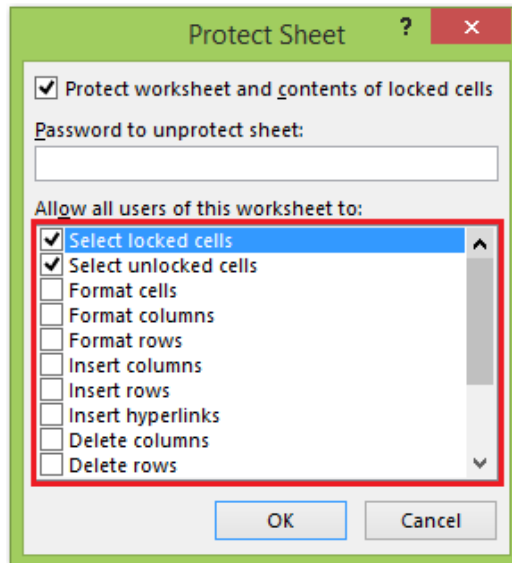 Protect Sheet ?
Protect worksheet and contents of locked cells
Password to unprotect sheet:
Allow all users of this worksheet to:
Select locked cells
Select unlocked cells
Format cells
Format columns
Format rows
Insert columns
Insert rows
Insert hyperlinks
Delete columns
Delete rows
OK Cancel